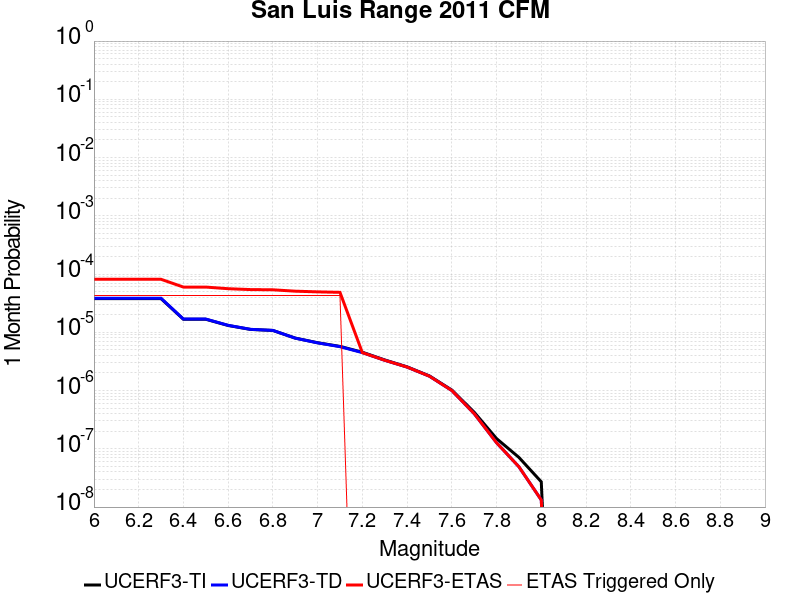 San Luis Range 2011 CFM
10 0
10 -1
10 -2
10 -3
10 -4
10 -5
10 -6
10 -7
10 -8
1 Month Probability
6 6.2 6.4 6.6 6.8 7 7.2 7.4 7.6 7.8 8 8.2 8.4 8.6 8.8 9
Magnitude
UCERF3-TI UCERF3-TD UCERF3-ETAS ETAS Triggered Only